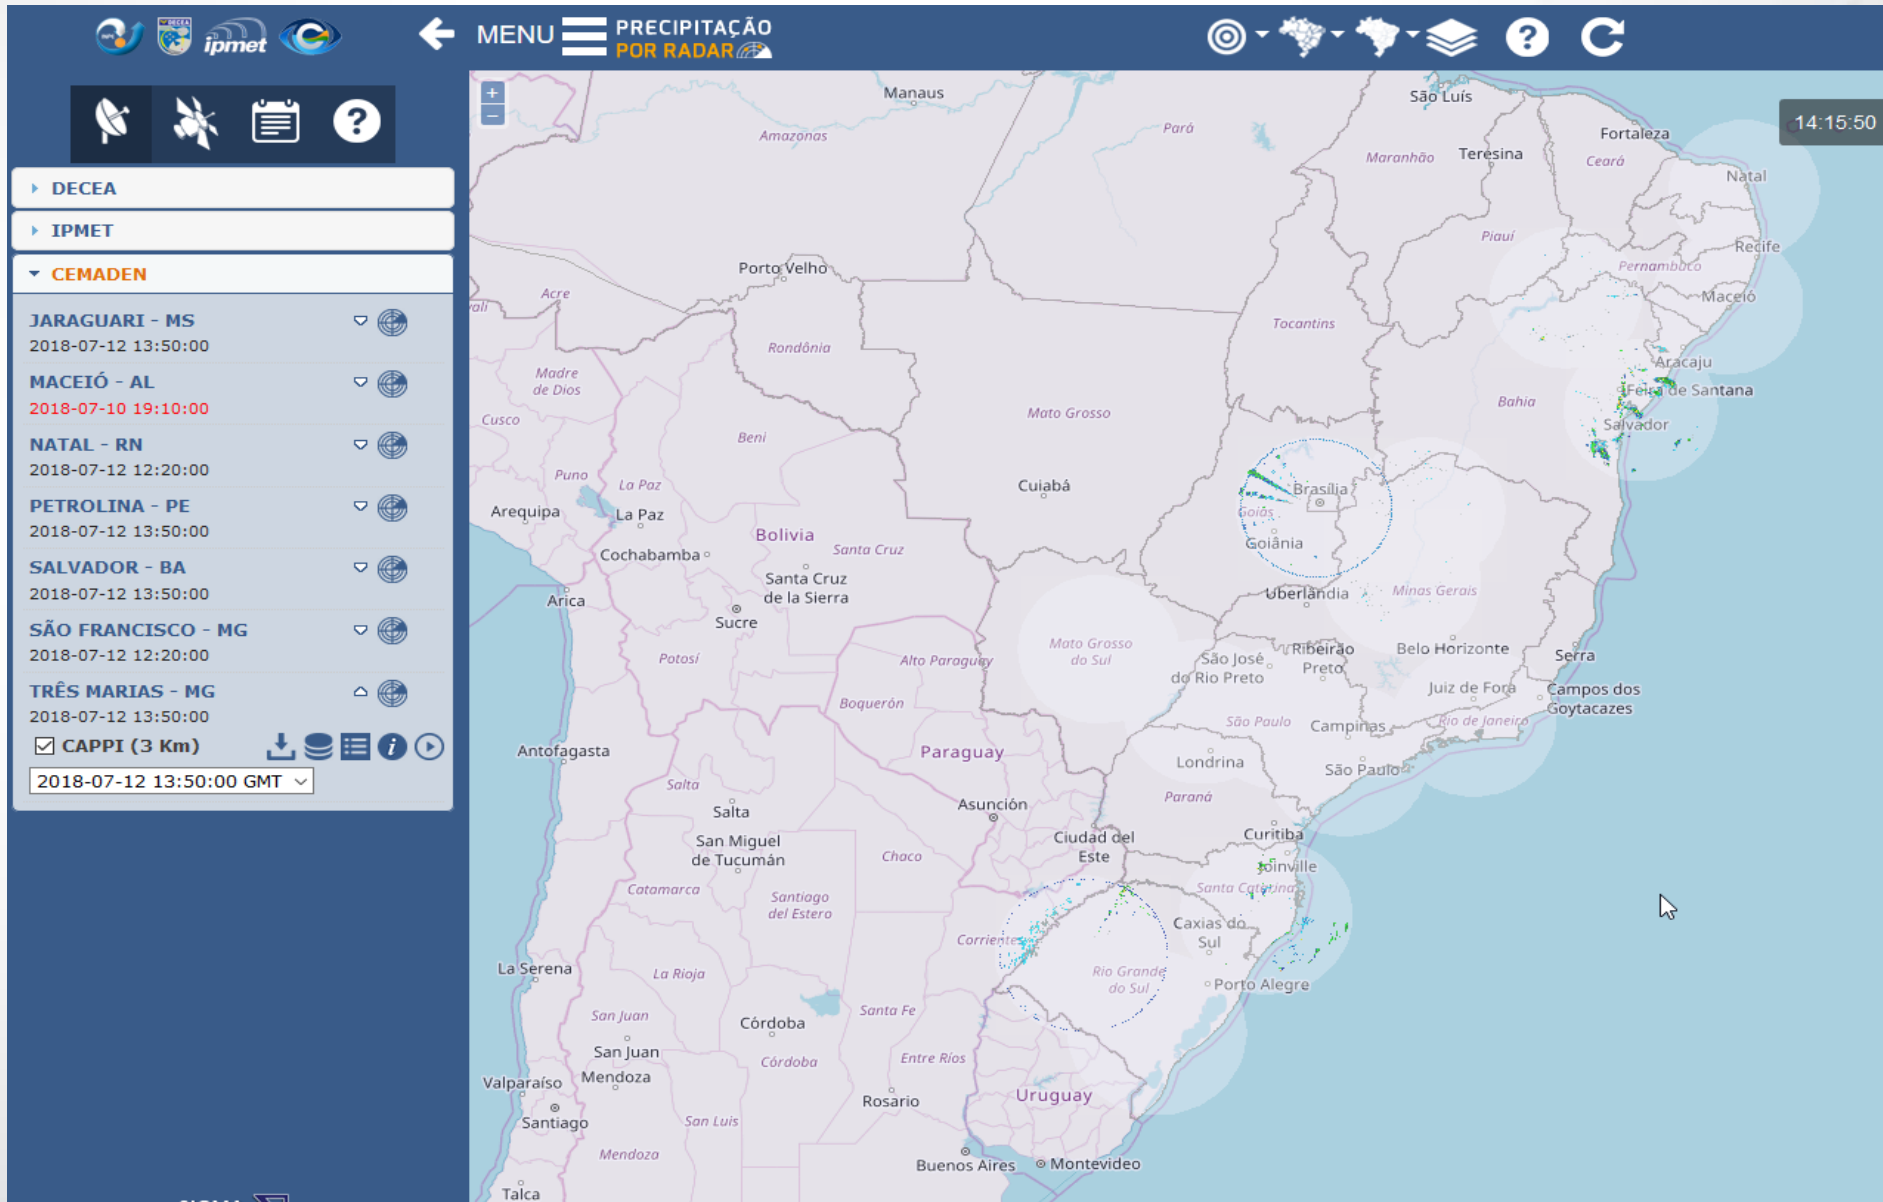 ipmet
MENU
PRECIPITAÇÃO
POR RADAR
14:15:50
DECEA
IPMET
CEMADEN
JARAGUARI - MS
2018-07-12 13:50:00
MACEIÓ - AL
2018-07-10 19:10:00
NATAL - RN
2018-07-12 12:20:00
PETROLINA - PE
2018-07-12 13:50:00
SALVADOR - BA
2018-07-12 13:50:00
SÃO FRANCISCO - MG
2018-07-12 12:20:00
TRÊS MARIAS - MG
2018-07-12 13:50:00
CAPPI (3 Km)
2018-07-12 13:50:00 GMT
+
−
Manaus
São Luís
Amazonas
Pará
Fortaleza
Maranhão
Teresina
Ceará
Natal
Piauí
Recife
Porto Velho
Pernambuco
Acre
Maceió
Tocantins
Rondônia
Aracaju
Madre
de Dios
Feira de Santana
Mato Grosso
Bahia
Cusco
Salvador
Beni
Puno
La Paz
Cuiabá
Brasília
Arequipa
La Paz
Goiás
Bolivia
Goiânia
Cochabamba
Santa Cruz
Santa Cruz
de la Sierra
Arica
Uberlândia
Minas Gerais
Sucre
Mato Grosso
do Sul
Potosí
Alto Paraguay
São José
do Rio Preto
Ribeirão
Preto
Belo Horizonte
Serra
Boquerón
Juiz de Fora
Campos dos
Goytacazes
São Paulo
Campinas
Rio de Janeiro
Antofagasta
Paraguay
Londrina
São Paulo
Salta
Paraná
Salta
Asunción
San Miguel
de Tucumán
Ciudad del
Este
Curitiba
Chaco
Joinville
Catamarca
Santiago
del Estero
Santa Catarina
Caxias do
Sul
Corrientes
La Serena
La Rioja
Rio Grande
do Sul
Porto Alegre
San Juan
Córdoba
Santa Fe
San Juan
Córdoba
Entre Ríos
Valparaíso
Mendoza
Rosario
Uruguay
Santiago
San Luis
Mendoza
Buenos Aires
Montevideo
Talca